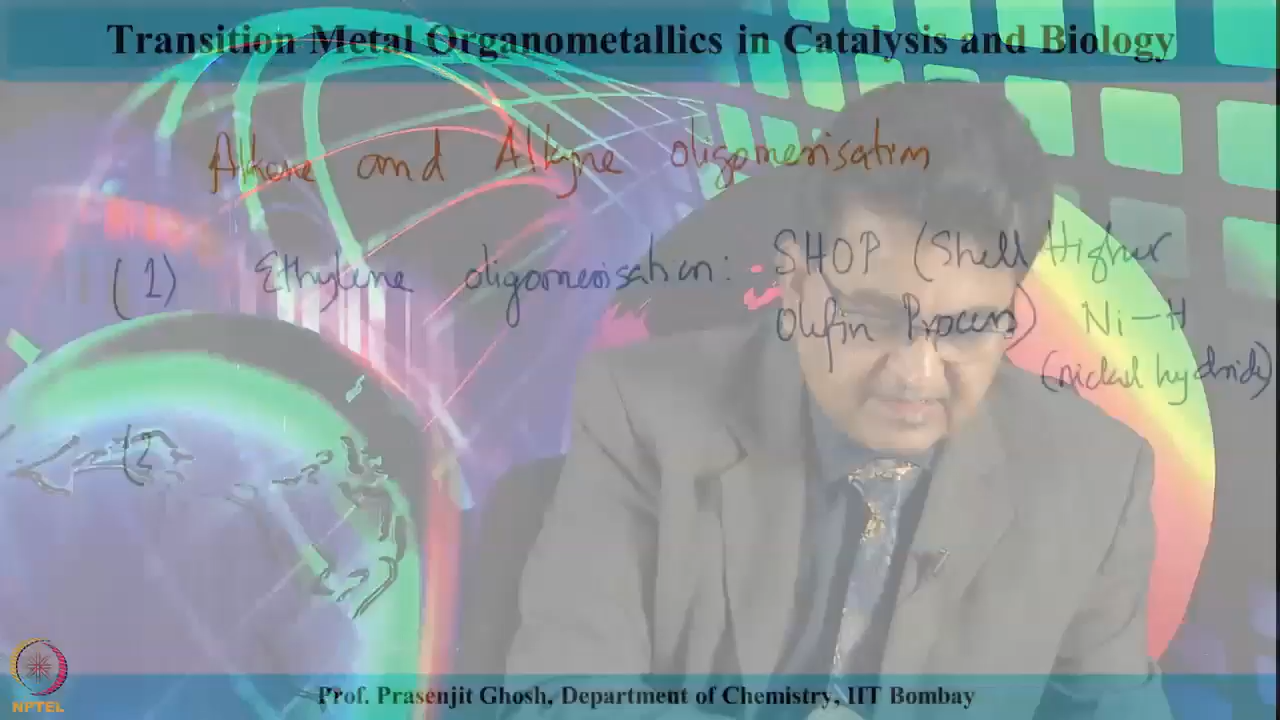 Transition Metal Organometallics in Catalysis and Biology
Alkene and Alkyne oligomerisation
(1) Ethylene oligomerisation: SHOP (Shell Higher
Olefin Process) Ni-H
(nickel hydride)
(2
Prof. Prasenjit Ghosh, Department of Chemistry, IIT Bombay
NPTEL